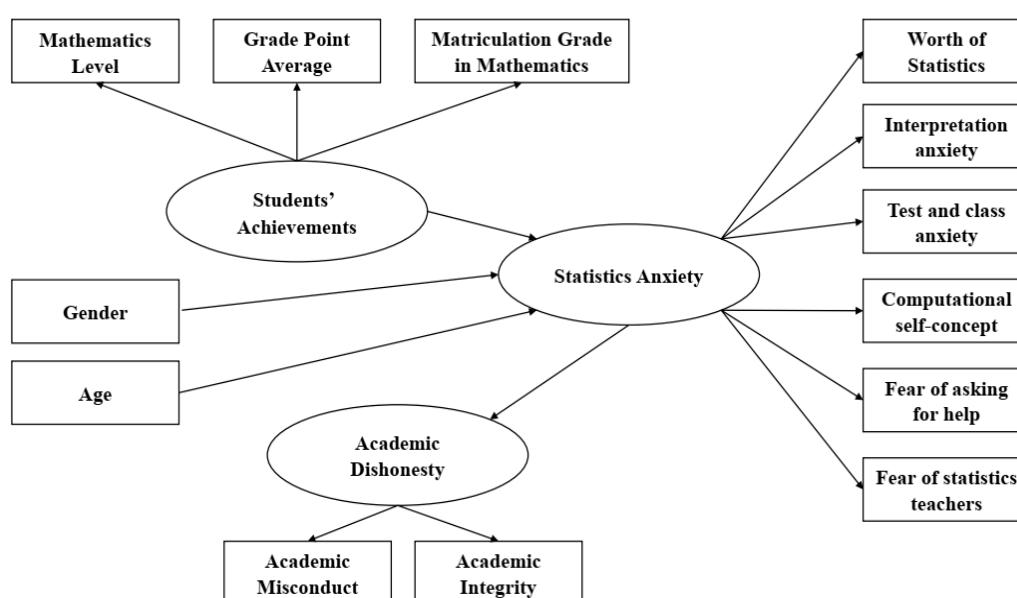 Mathematics
Level
Grade Point
Average
Matriculation Grade
in Mathematics
Worth of
Statistics
Interpretation
anxiety
Students’
Achievements
Test and class
anxiety
Statistics Anxiety
Gender
Computational
self-concept
Age
Fear of asking
for help
Academic
Dishonesty
Fear of statistics
teachers
Academic
Misconduct
Academic
Integrity